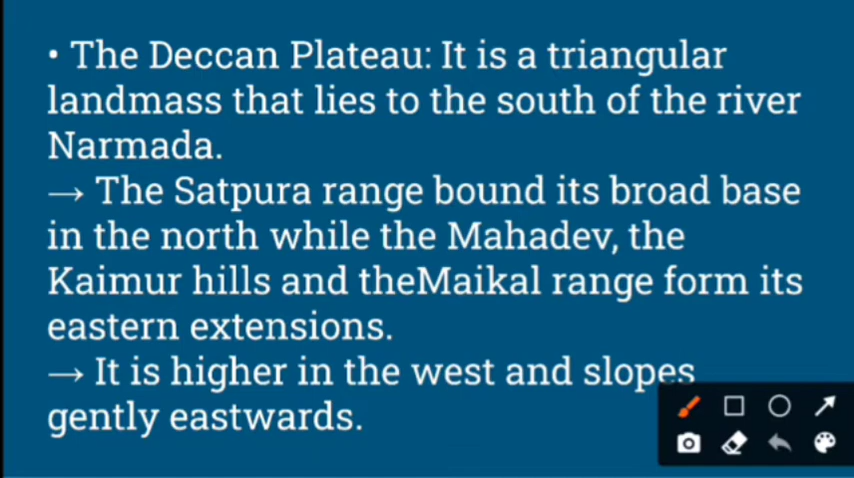 • The Deccan Plateau: It is a triangular
landmass that lies to the south of the river
Narmada.
→ The Satpura range bound its broad base
in the north while the Mahadev, the
Kaimur hills and theMaikal range form its
eastern extensions.
→ It is higher in the west and slopes
gently eastwards.